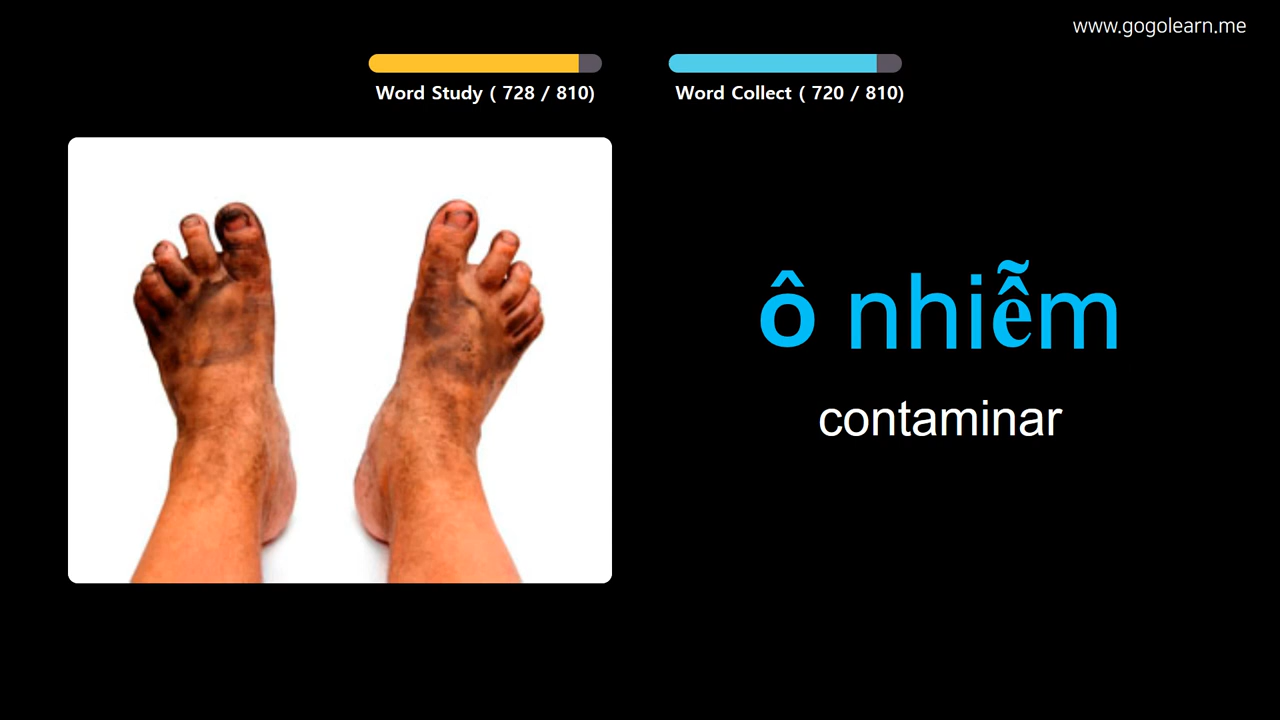 www.gogolearn.me
Word Study ( 728 / 810)
Word Collect ( 720 / 810)
ô nhiễm
contaminar